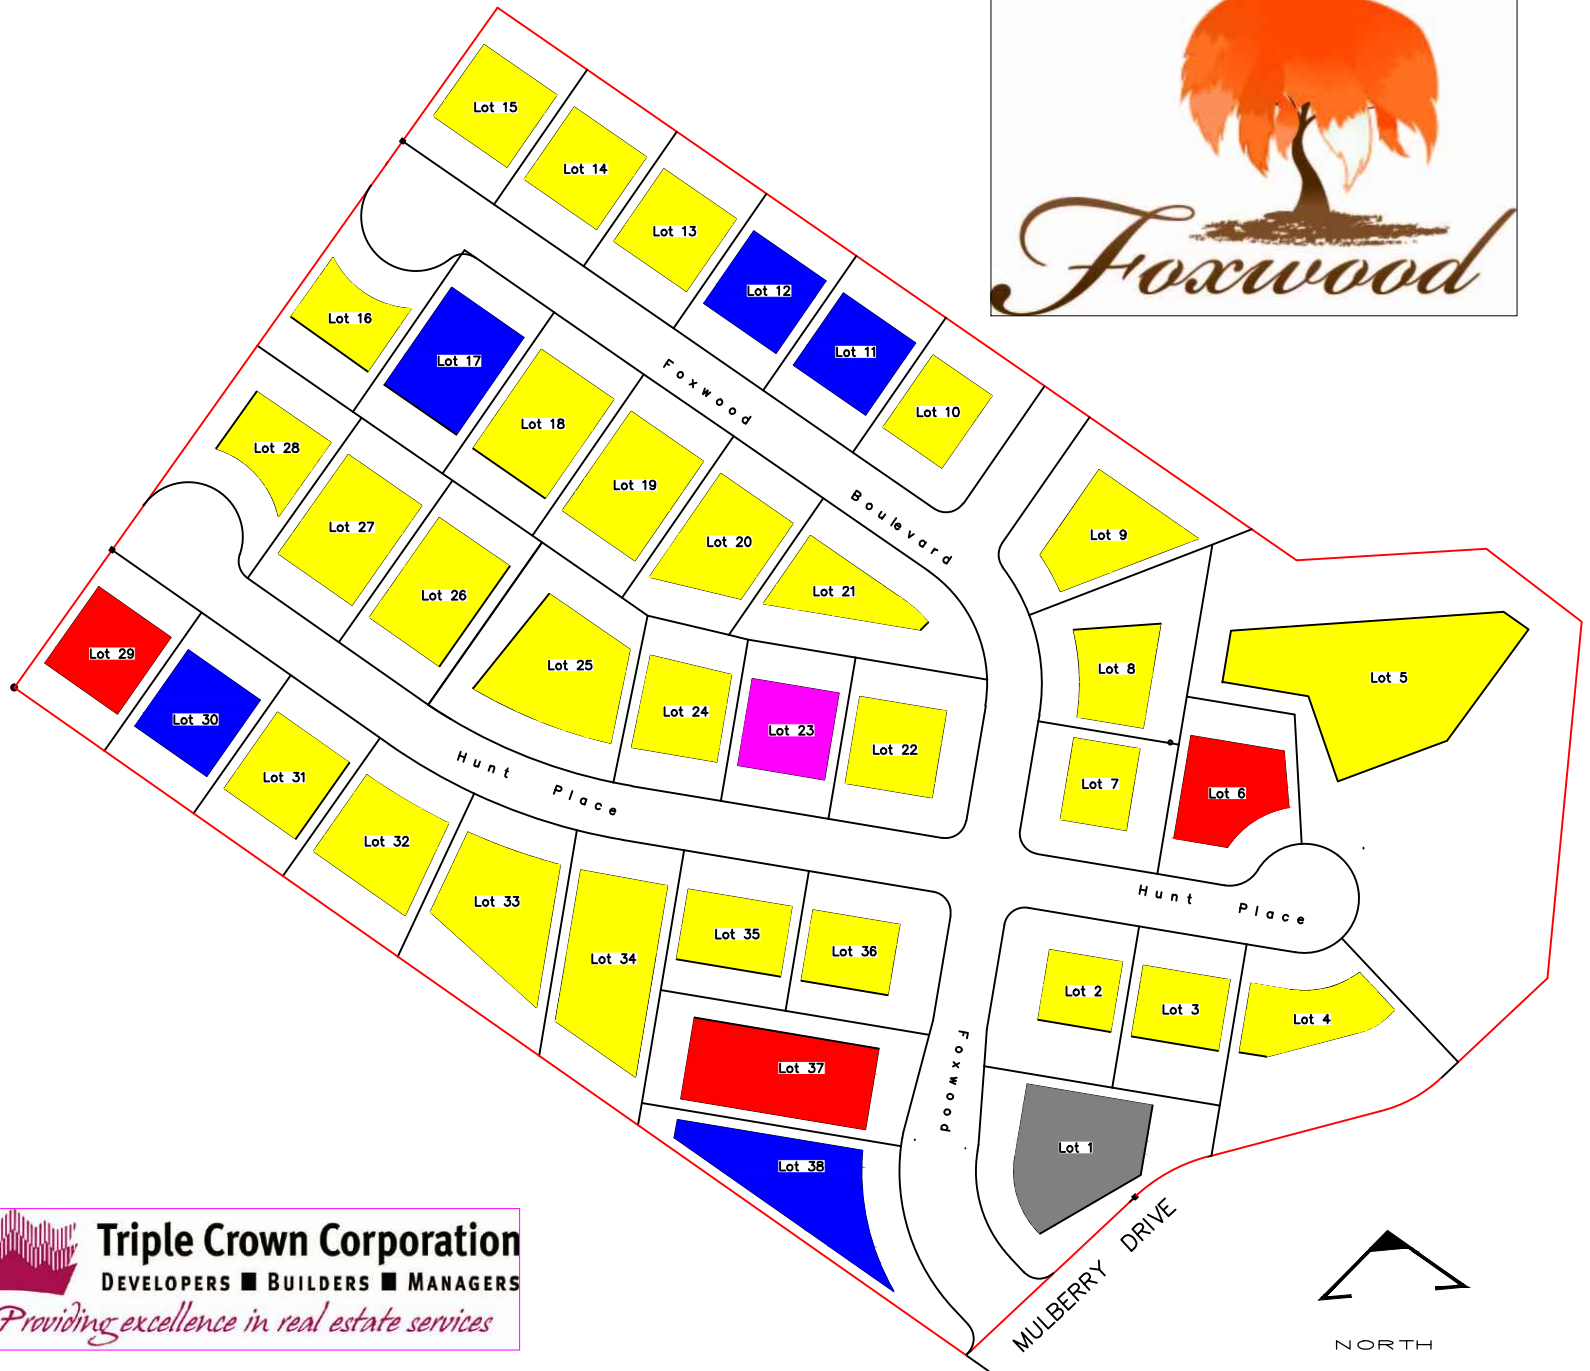 Foxwood
Lot 15
Lot 14
Lot 13
Lot 12
Lot 11
Lot 10
Lot 16
Lot 17
Lot 18
Lot 19
Lot 20
Lot 21
Foxwood
Boulevard
Lot 9
Lot 28
Lot 27
Lot 26
Lot 25
Lot 24
Lot 23
Lot 22
Lot 8
Lot 7
Lot 6
Lot 5
Lot 29
Lot 30
Lot 31
Lot 32
Lot 33
Lot 34
Lot 35
Lot 36
Hunt
Place
Hunt Place
Lot 2
Lot 3
Lot 4
Lot 37
Lot 38
Foxwood
Lot 1
MULBERRY DRIVE
NORTH
Triple Crown Corporation
DEVELOPERS ■ BUILDERS ■ MANAGERS
Providing excellence in real estate services